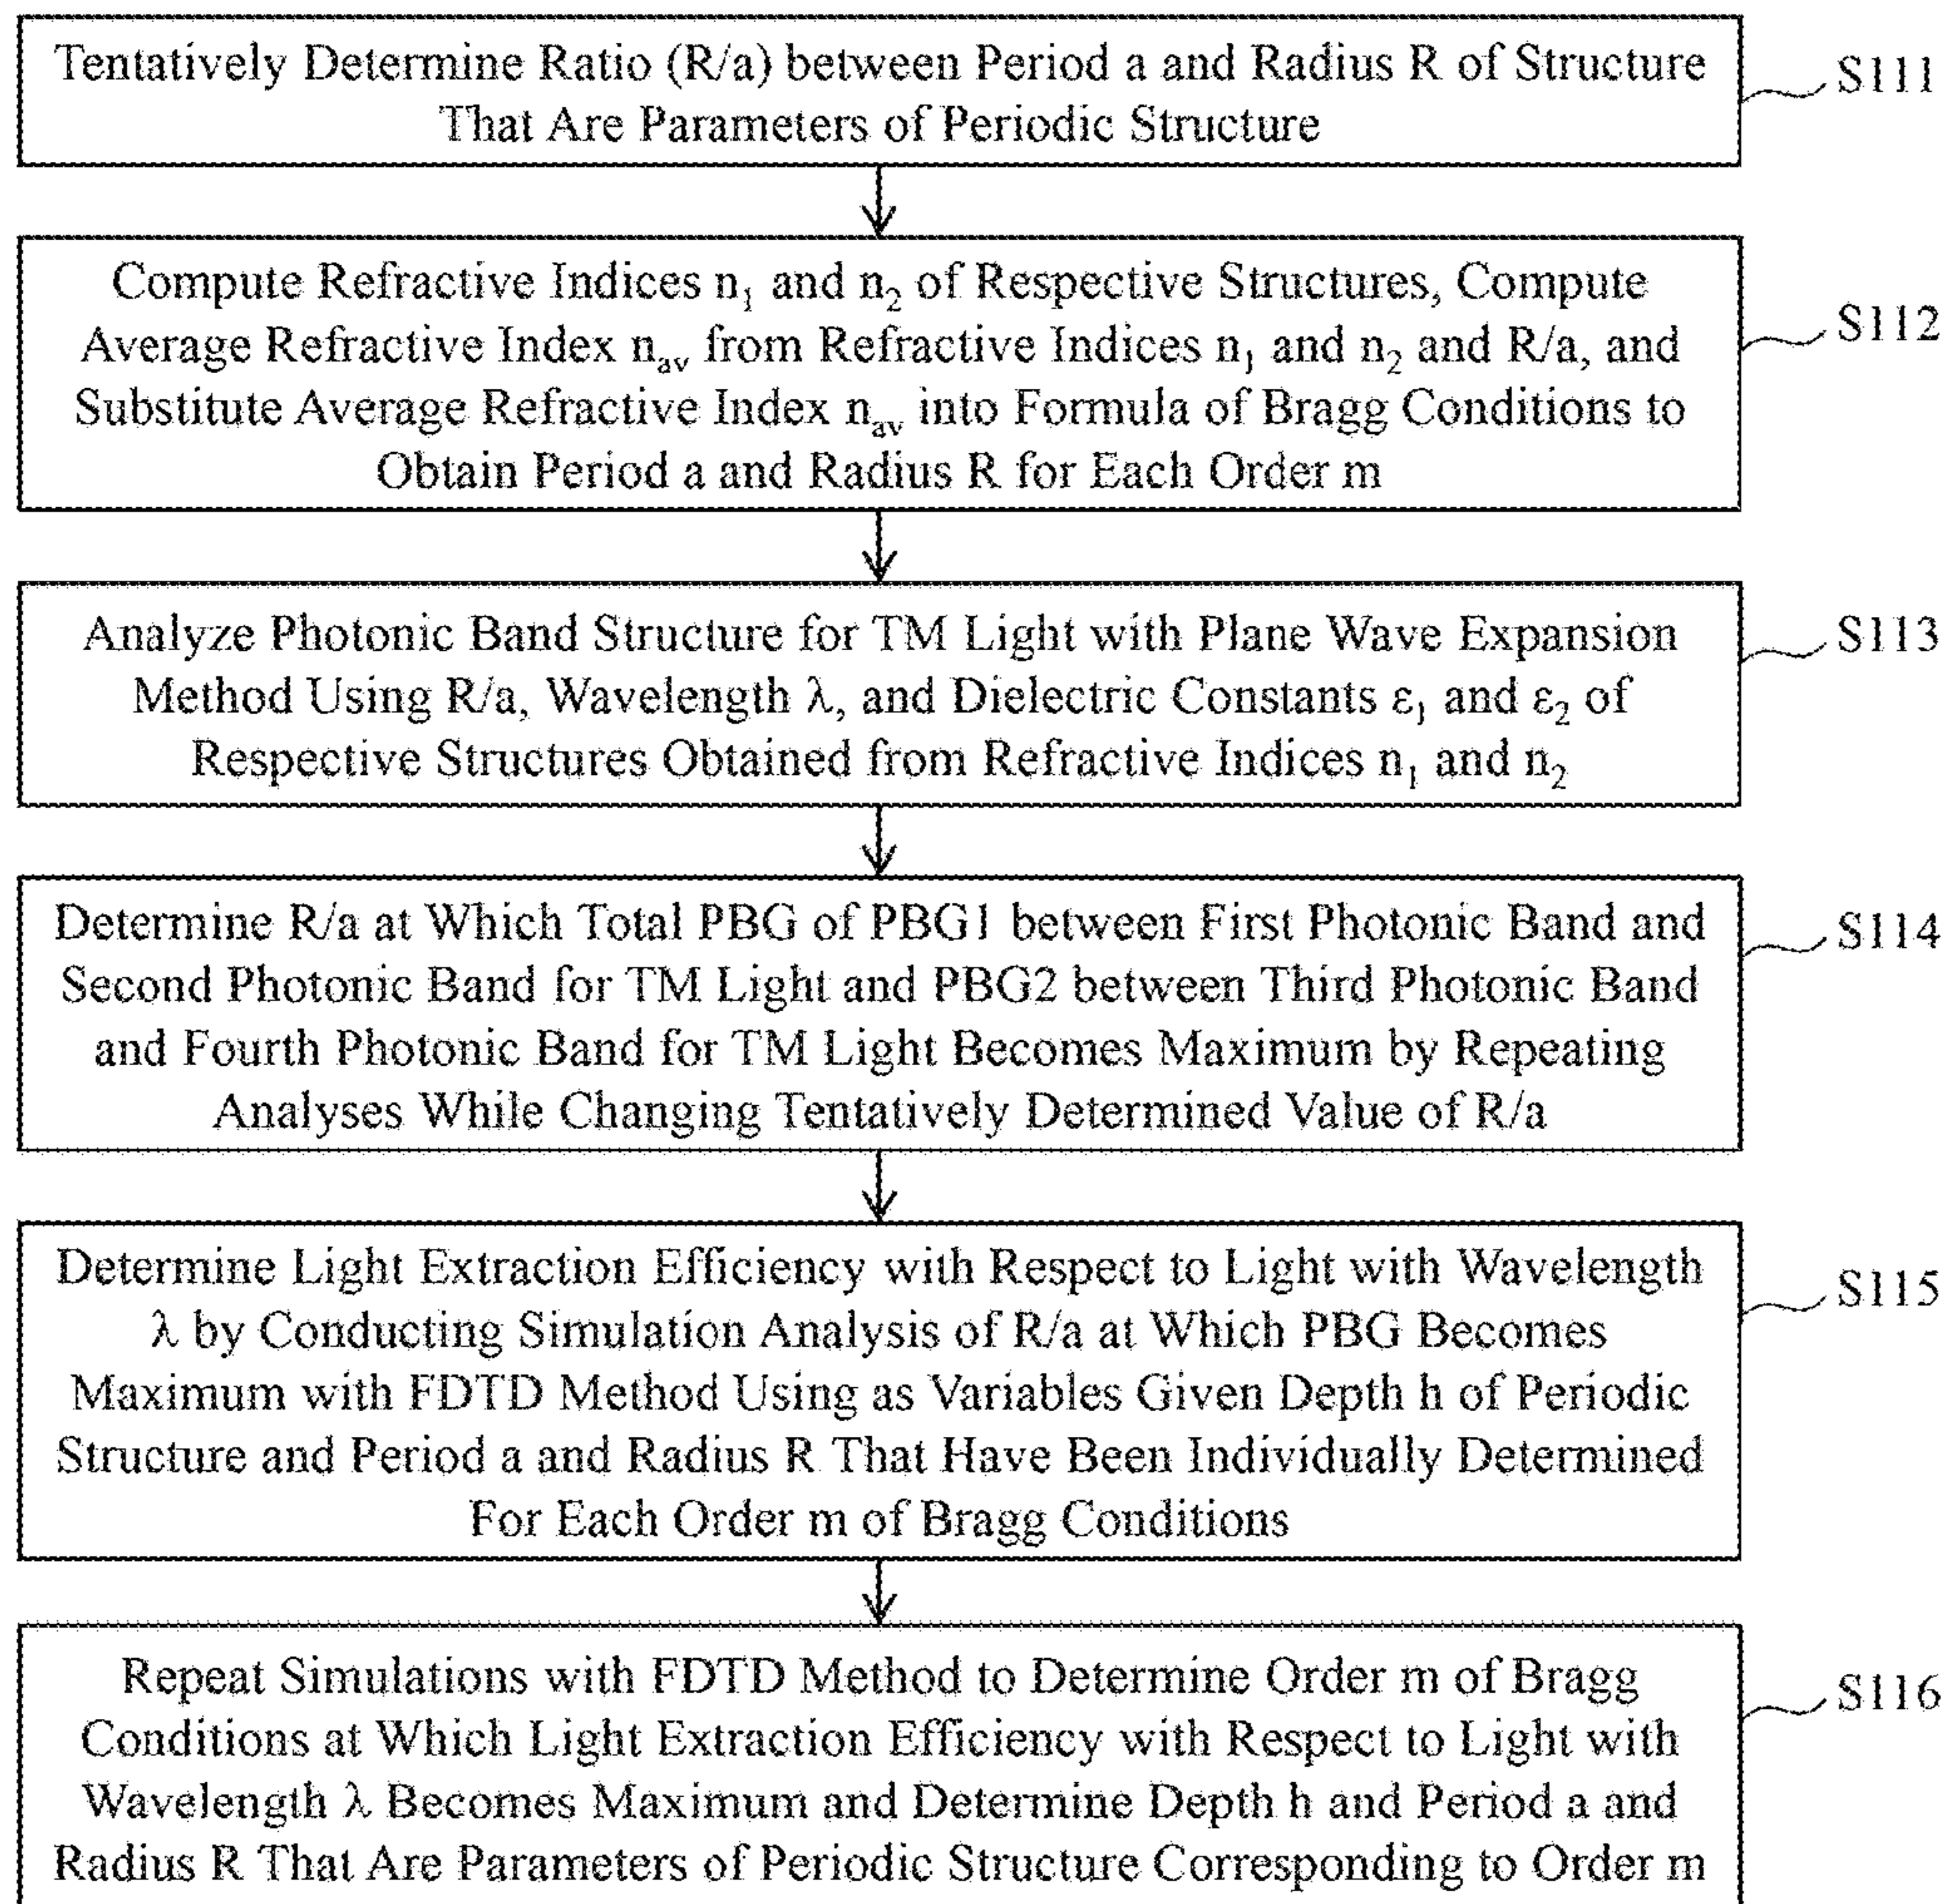 Tentatively Determine Ratio (R/a) between Period a and Radius R of Structure
That Are Parameters of Periodic Structure
S111
Compute Refractive Indices n₁ and n₂ of Respective Structures, Compute
Average Refractive Index nₐᵥ from Refractive Indices n₁ and n₂ and R/a, and
Substitute Average Refractive Index nₐᵥ into Formula of Bragg Conditions to
Obtain Period a and Radius R for Each Order m
S112
Analyze Photonic Band Structure for TM Light with Plane Wave Expansion
Method Using R/a, Wavelength λ, and Dielectric Constants ε₁ and ε₂ of
Respective Structures Obtained from Refractive Indices n₁ and n₂
S113
Determine R/a at Which Total PBG of PBG1 between First Photonic Band and
Second Photonic Band for TM Light and PBG2 between Third Photonic Band
and Fourth Photonic Band for TM Light Becomes Maximum by Repeating
Analyses While Changing Tentatively Determined Value of R/a
S114
Determine Light Extraction Efficiency with Respect to Light with Wavelength
λ by Conducting Simulation Analysis of R/a at Which PBG Becomes
Maximum with FDTD Method Using as Variables Given Depth h of Periodic
Structure and Period a and Radius R That Have Been Individually Determined
For Each Order m of Bragg Conditions
S115
Repeat Simulations with FDTD Method to Determine Order m of Bragg
Conditions at Which Light Extraction Efficiency with Respect to Light with
Wavelength λ Becomes Maximum and Determine Depth h and Period a and
Radius R That Are Parameters of Periodic Structure Corresponding to Order m
S116